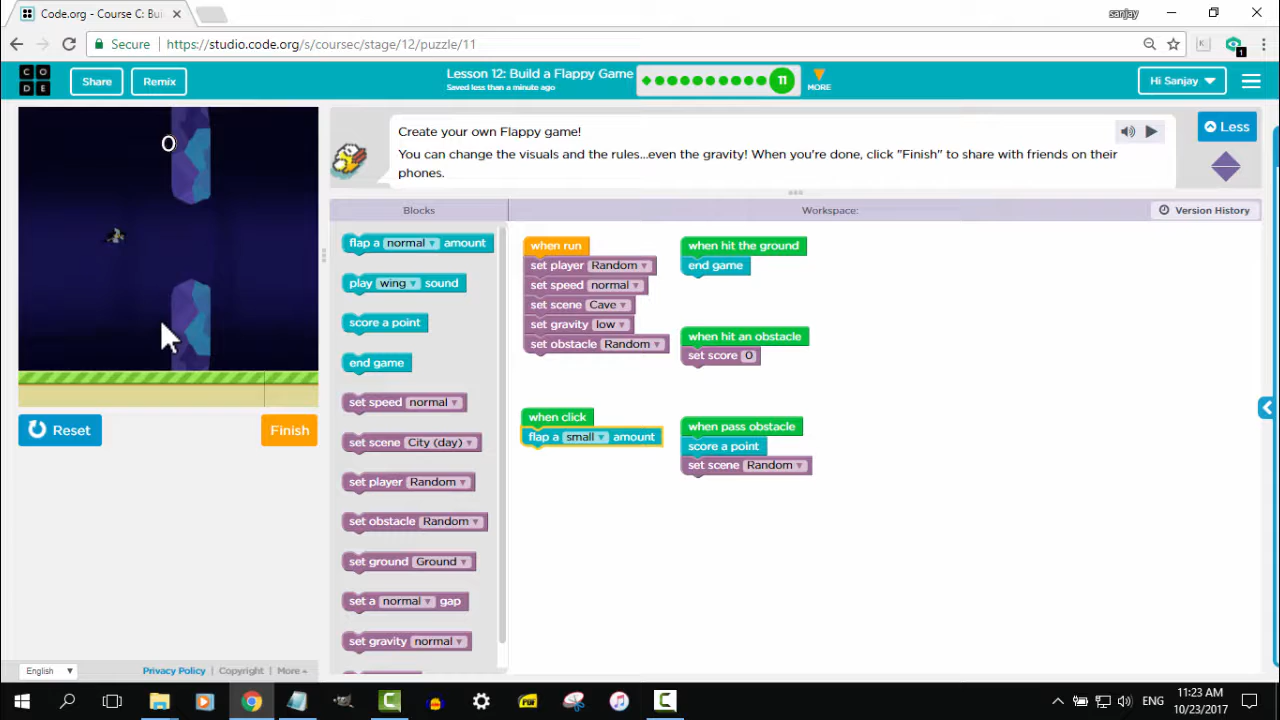 Code.org - Course C: Bui
sanjay
Secure
https://studio.code.org/s/coursec/stage/12/puzzle/11
1
C O
D E
Share
Remix
Lesson 12: Build a Flappy Game
Saved less than a minute ago
11
MORE
Hi Sanjay
0
Create your own Flappy game!
You can change the visuals and the rules...even the gravity! When you're done, click "Finish" to share with friends on their
phones.
Less
Blocks
Workspace:
Version History
flap a normal amount
play wing sound
score a point
end game
set speed normal
set scene City (day)
set player Random
set obstacle Random
set ground Ground
set a normal gap
set gravity normal
when run
set player Random
set speed normal
set scene Cave
set gravity low
set obstacle Random
when click
flap a small amount
when hit the ground
end game
when hit an obstacle
set score 0
when pass obstacle
score a point
set scene Random
Reset
Finish
English
Privacy Policy
Copyright
More
ENG
11:23 AM
10/23/2017